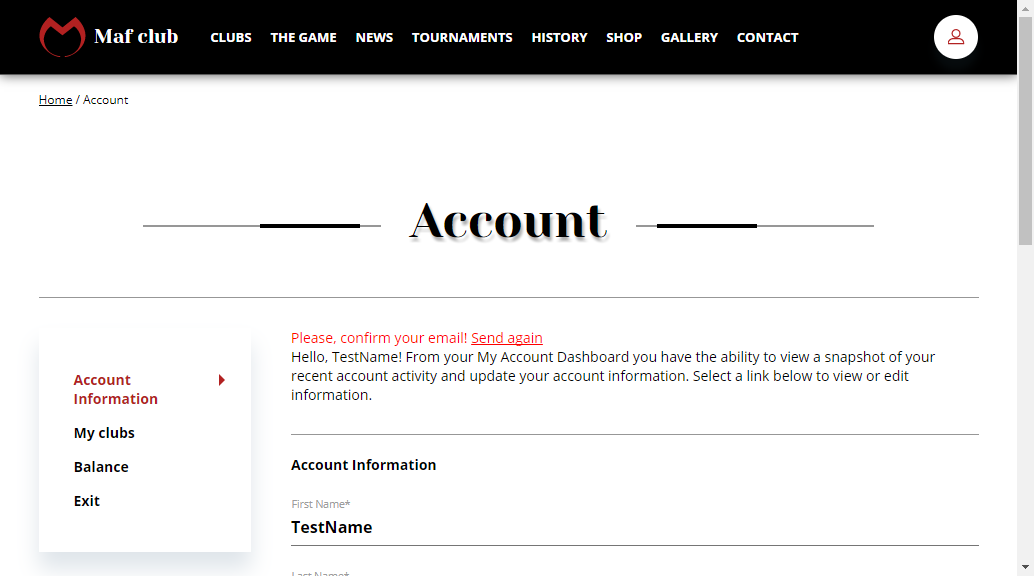 Maf club CLUBS THE GAME NEWS TOURNAMENTS HISTORY SHOP GALLERY CONTACT
Home / Account
Account
Please, confirm your email! Send again
Hello, TestName! From your My Account Dashboard you have the ability to view a snapshot of your
recent account activity and update your account information. Select a link below to view or edit
information.
Account
Information
My clubs
Balance
Exit
Account Information
First Name*
TestName
Last Name*